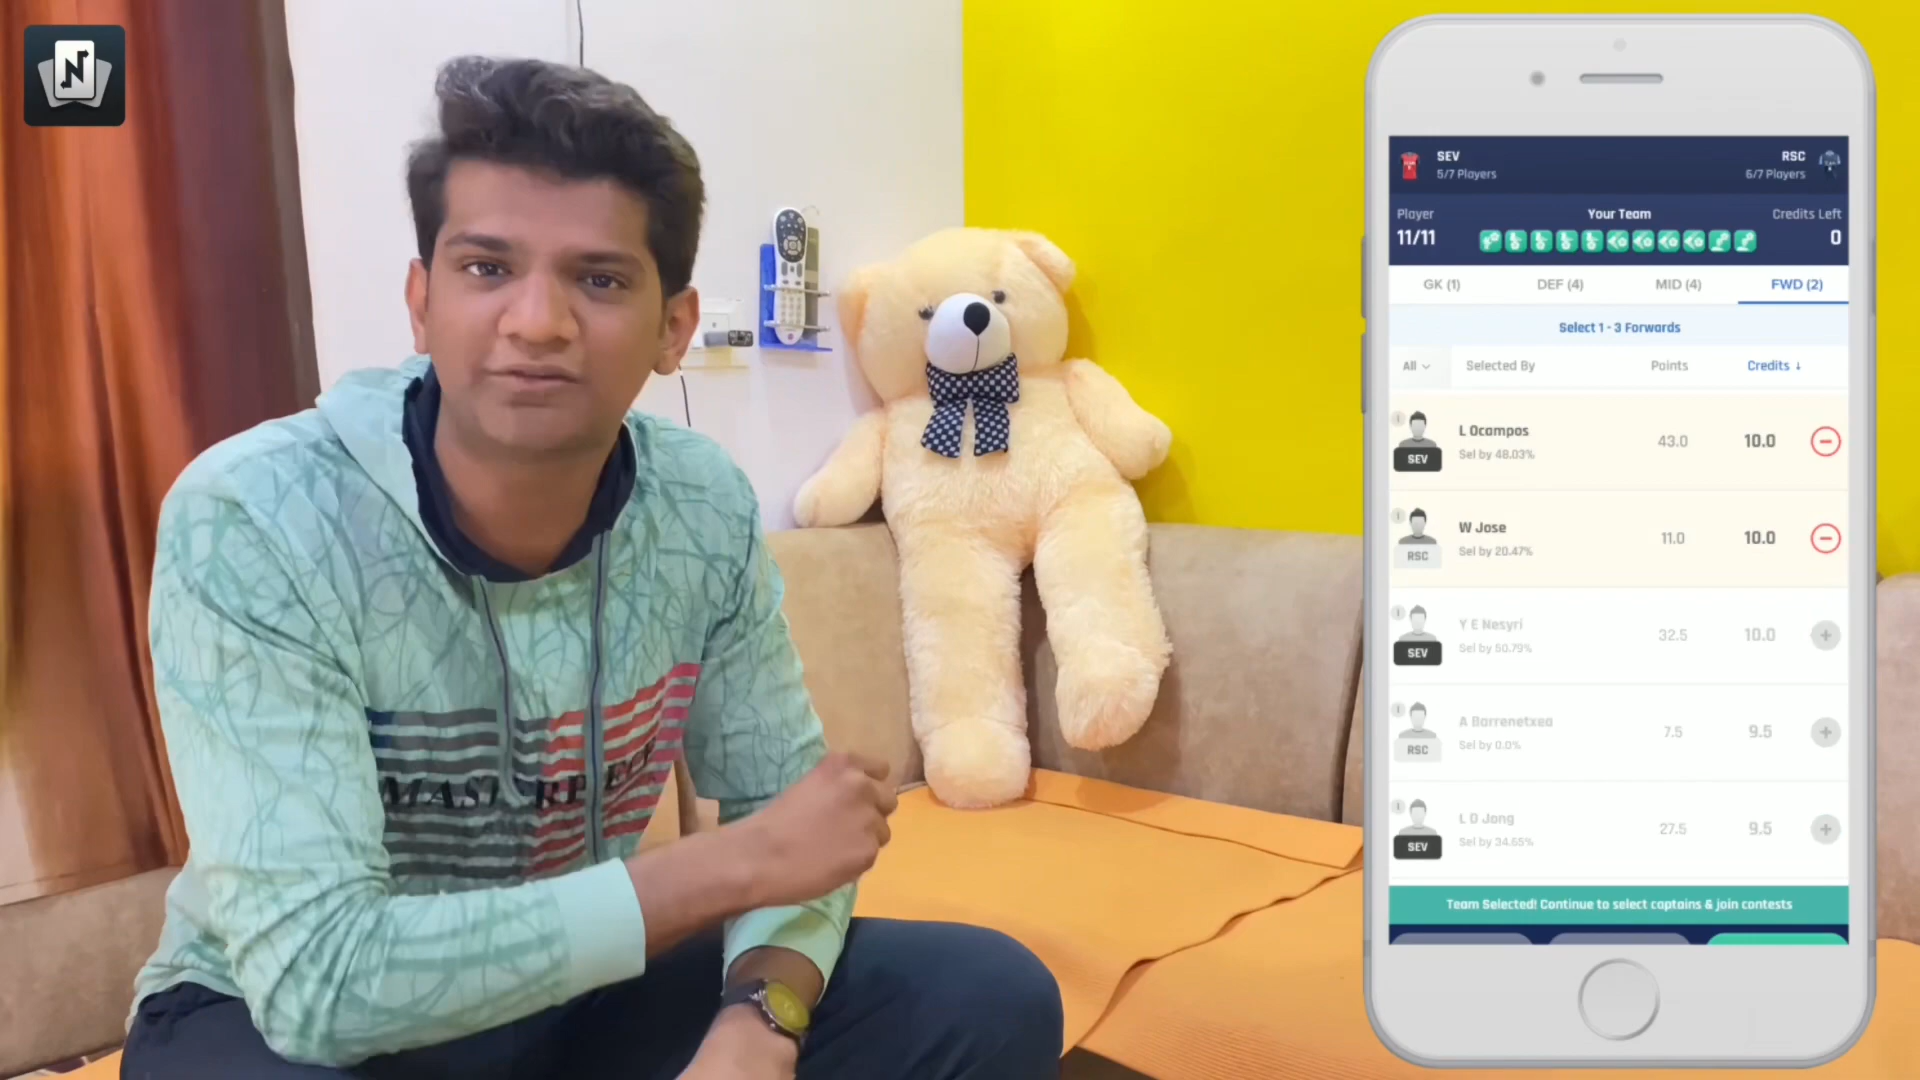 N
SEV
5/7 Players
RSC
6/7 Players
Player
11/11
Your Team
Credits Left
0
GK (1)
DEF (4)
MID (4)
FWD (2)
Select 1 - 3 Forwards
All
Selected By
Points
Credits ↓
L Ocampos
Sel by 48.03%
SEV
43.0
10.0
W Jose
Sel by 20.47%
RSC
11.0
10.0
Y E Nesyri
Sel by 50.79%
SEV
32.5
10.0
A Barrenetxea
Sel by 0.0%
RSC
7.5
9.5
L D Jong
Sel by 34.65%
SEV
27.5
9.5
Team Selected! Continue to select captains & join contests